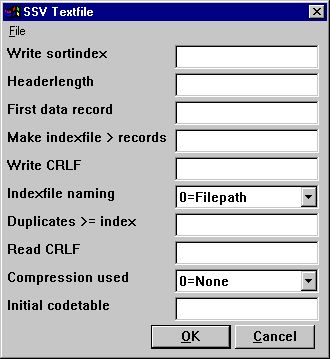 SSV Textfile
File
Write sortindex
Headerlength
First data record
Make indexfile > records
Write CRLF
Indexfile naming 0=Filepath
Duplicates >= index
Read CRLF
Compression used 0=None
Initial codetable
OK Cancel